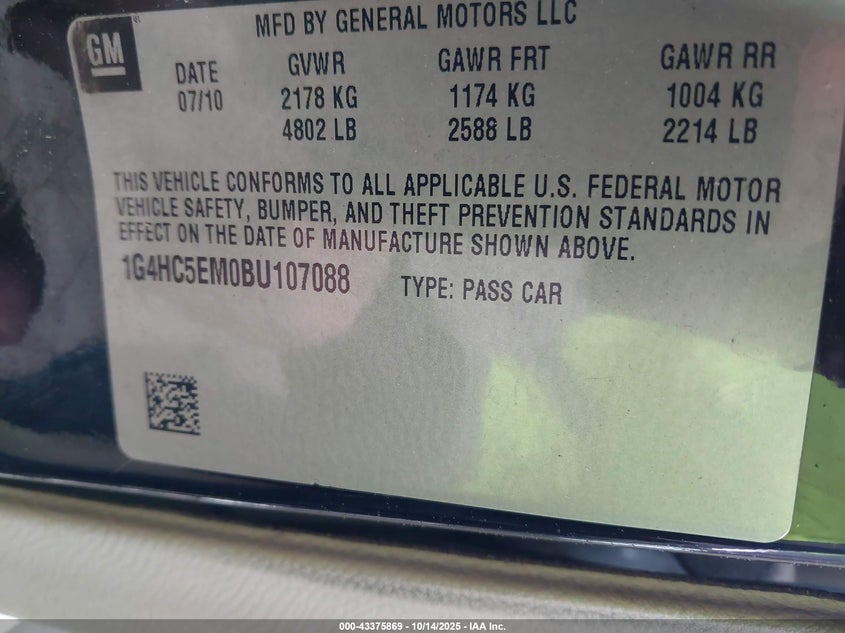 MFD BY GENERAL MOTORS LLC
GM
DATE GVWR GAWR FRT GAWR RR
07/10 2178 KG 1174 KG 1004 KG
4802 LB 2588 LB 2214 LB
THIS VEHICLE CONFORMS TO ALL APPLICABLE U.S. FEDERAL MOTOR
VEHICLE SAFETY, BUMPER, AND THEFT PREVENTION STANDARDS IN
EFFECT ON THE DATE OF MANUFACTURE SHOWN ABOVE.
1G4HC5EM0BU107088 TYPE: PASS CAR
000-43375869 - 10/14/2025 - IAA Inc.